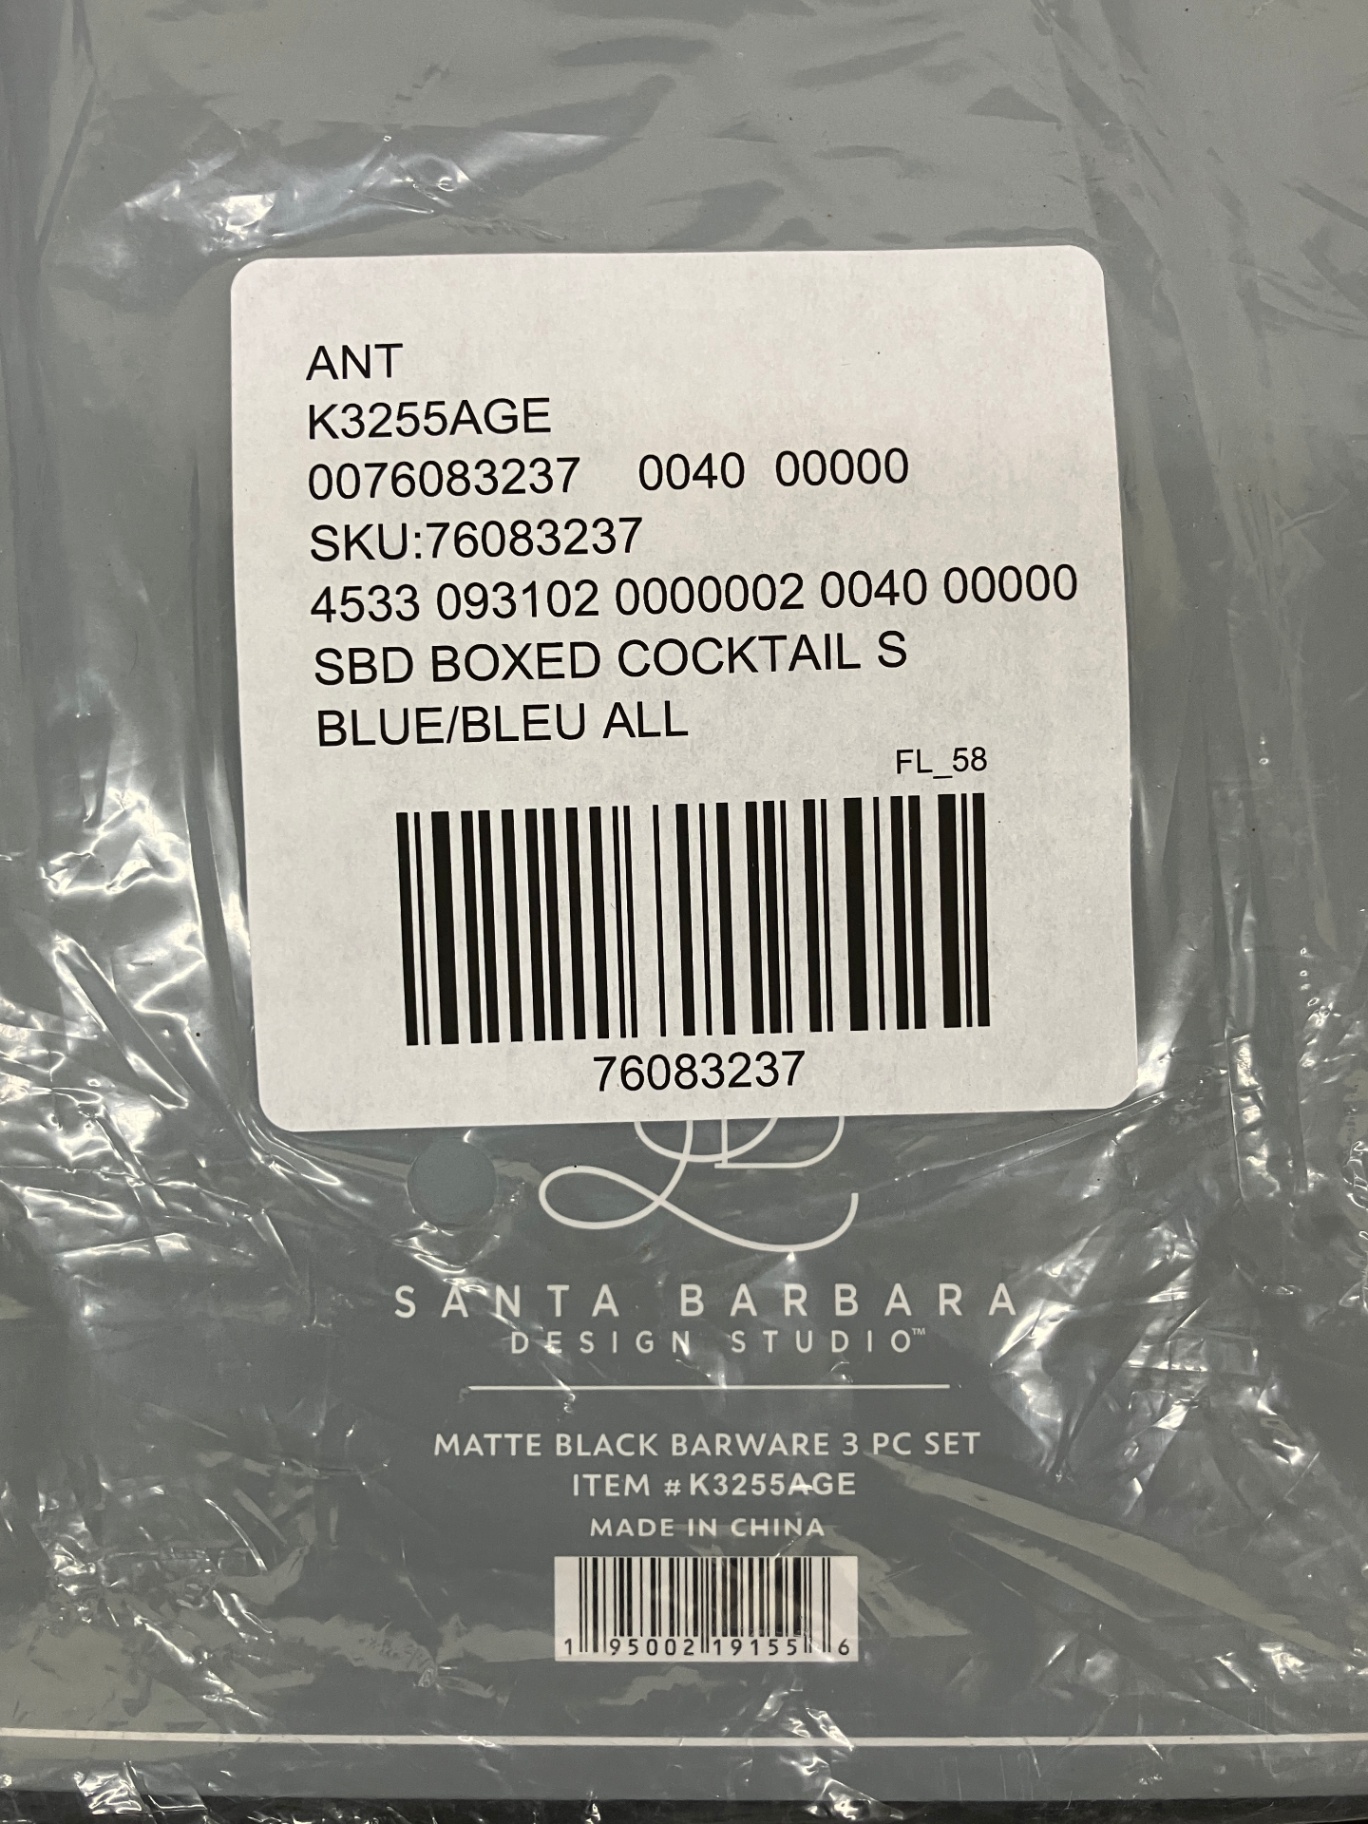 ANT
K3255AGE
0076083237 0040 00000
SKU:76083237
4533 093102 0000002 0040 00000
SBD BOXED COCKTAIL S
BLUE/BLEU ALL
FL_58
76083237
SANTA BARBARA
DESIGN STUDIO™
MATTE BLACK BARWARE 3 PC SET
ITEM #K3255AGE
MADE IN CHINA
1 95002 19155 6